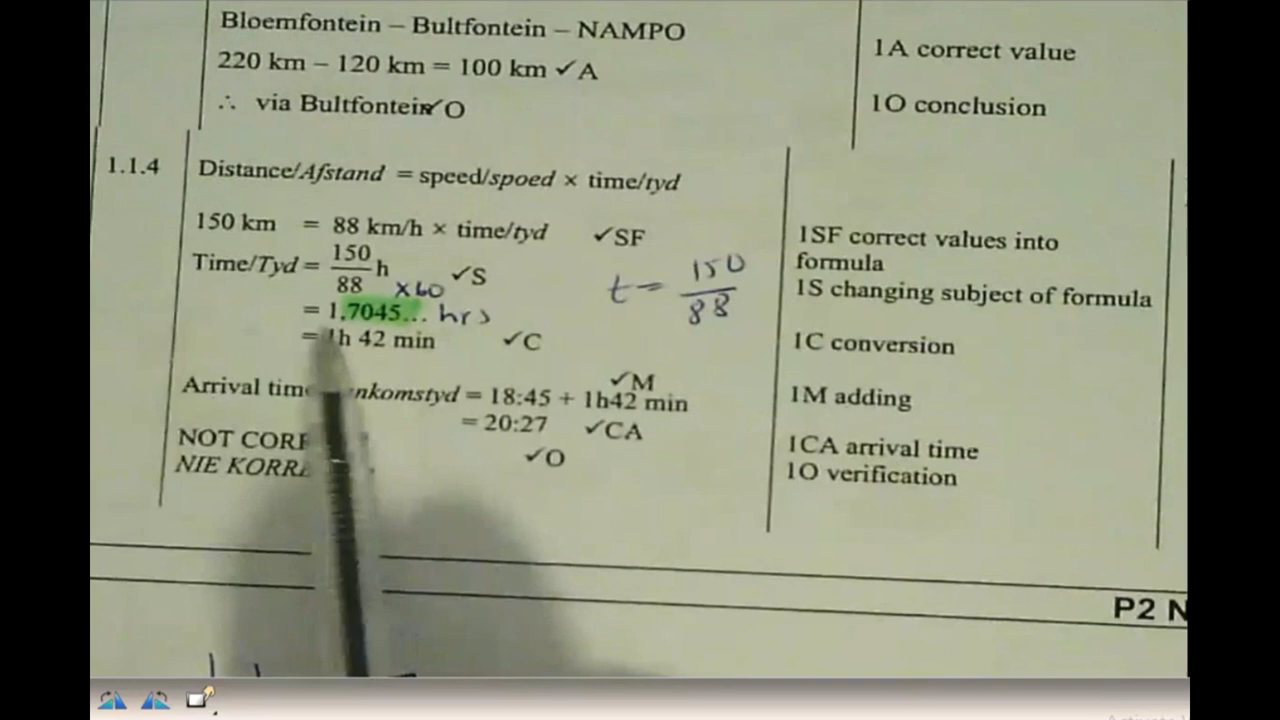 Bloemfontein – Bultfontein – NAMPO
220 km – 120 km = 100 km ✓A
∴ via Bultfontein ✓O
1A correct value
1O conclusion
1.1.4
Distance/Afstand = speed/spoed × time/tyd
150 km = 88 km/h × time/tyd ✓SF
Time/Tyd = 150/88 h ✓S
×60
= 1.7045... hrs
= 1h 42 min ✓C
t = 150/88
✓M
Arrival time nkomstyd = 18:45 + 1h42 min
= 20:27 ✓CA
NOT CORR
NIE KORRE
✓O
1SF correct values into
formula
1S changing subject of formula
1C conversion
1M adding
1CA arrival time
1O verification
P2 N